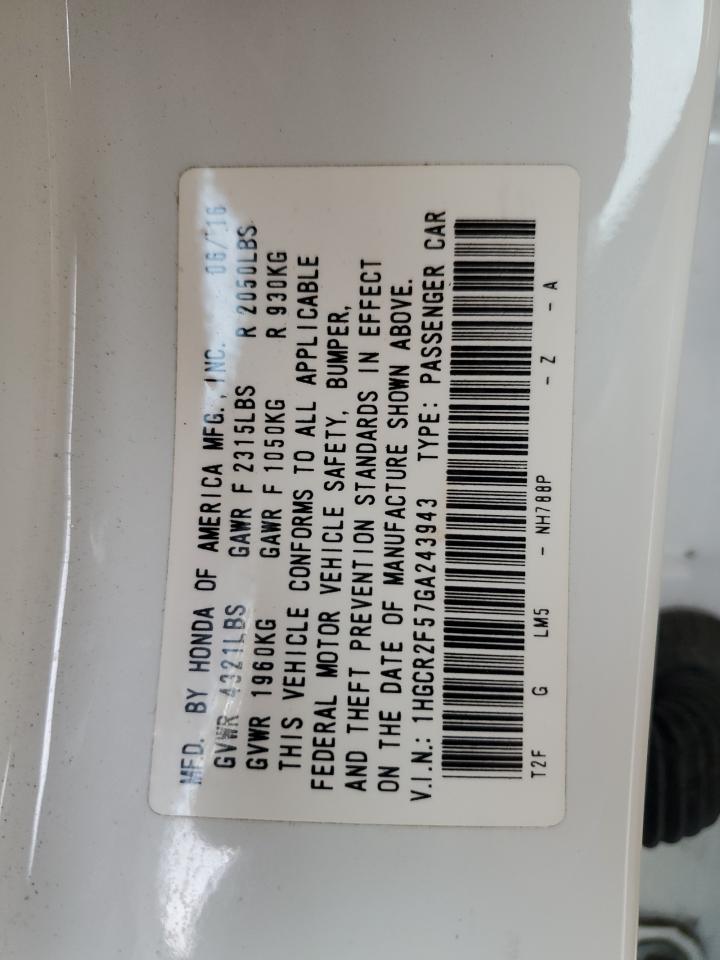 MFD. BY HONDA OF AMERICA MFG., INC. 06/16
GVWR 4321LBS GAWR F 2315LBS R 2050LBS
GVWR 1960KG GAWR F 1050KG R 930KG
THIS VEHICLE CONFORMS TO ALL APPLICABLE
FEDERAL MOTOR VEHICLE SAFETY, BUMPER,
AND THEFT PREVENTION STANDARDS IN EFFECT
ON THE DATE OF MANUFACTURE SHOWN ABOVE.
V.I.N.: 1HGCR2F57GA243943 TYPE: PASSENGER CAR
T2F G LM5 - NH788P - Z - A